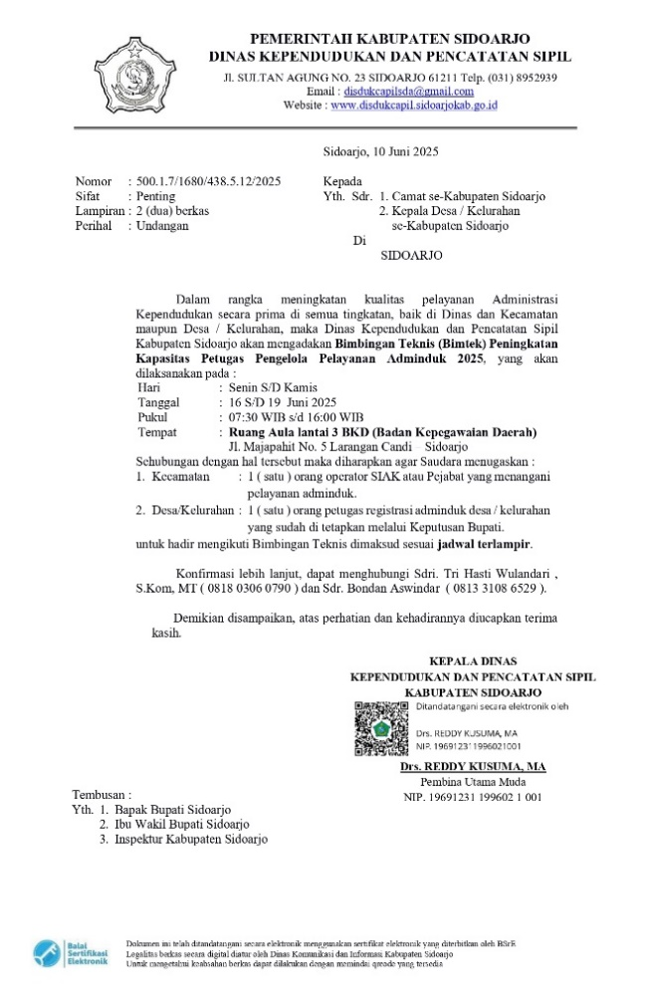 PEMERINTAH KABUPATEN SIDOARJO
DINAS KEPENDUDUKAN DAN PENCATATAN SIPIL
Jl. SULTAN AGUNG NO. 23 SIDOARJO 61211 Telp. (031) 8952939
Email : disdukcapilsda@gmail.com
Website : www.disdukcapil.sidoarjokab.go.id
Sidoarjo, 10 Juni 2025
Nomor : 500.1.7/1680/438.5.12/2025
Sifat : Penting
Lampiran : 2 (dua) berkas
Perihal : Undangan
Kepada
Yth. Sdr. 1. Camat se-Kabupaten Sidoarjo
2. Kepala Desa / Kelurahan
se-Kabupaten Sidoarjo
Di
SIDOARJO
Dalam rangka meningkatan kualitas pelayanan Administrasi
Kependudukan secara prima di semua tingkatan, baik di Dinas dan Kecamatan
maupun Desa / Kelurahan, maka Dinas Kependudukan dan Pencatatan Sipil
Kabupaten Sidoarjo akan mengadakan Bimbingan Teknis (Bimtek) Peningkatan
Kapasitas Petugas Pengelola Pelayanan Adminduk 2025, yang akan
dilaksanakan pada :
Hari : Senin S/D Kamis
Tanggal : 16 S/D 19 Juni 2025
Pukul : 07:30 WIB s/d 16:00 WIB
Tempat : Ruang Aula lantai 3 BKD (Badan Kepegawaian Daerah)
Jl. Majapahit No. 5 Larangan Candi Sidoarjo
Sehubungan dengan hal tersebut maka diharapkan agar Saudara menugaskan :
1. Kecamatan : 1 ( satu ) orang operator SIAK atau Pejabat yang menangani
pelayanan adminduk.
2. Desa/Kelurahan : 1 ( satu ) orang petugas registrasi adminduk desa / kelurahan
yang sudah di tetapkan melalui Keputusan Bupati.
untuk hadir mengikuti Bimbingan Teknis dimaksud sesuai jadwal terlampir.
Konfirmasi lebih lanjut, dapat menghubungi Sdri. Tri Hasti Wulandari ,
S.Kom, MT ( 0818 0306 0790 ) dan Sdr. Bondan Aswindar ( 0813 3108 6529 ).
Demikian disampaikan, atas perhatian dan kehadirannya diucapkan terima
kasih.
KEPALA DINAS
KEPENDUDUKAN DAN PENCATATAN SIPIL
KABUPATEN SIDOARJO
Ditandatangani secara elektronik oleh
Drs. REDDY KUSUMA, MA
NIP. 196912311996021001
Drs. REDDY KUSUMA, MA
Pembina Utama Muda
NIP. 19691231 199602 1 001
Tembusan :
Yth. 1. Bapak Bupati Sidoarjo
2. Ibu Wakil Bupati Sidoarjo
3. Inspektur Kabupaten Sidoarjo
Balai
Sertifikasi
Elektronik
Dokumen ini telah ditandatangani secara elektronik menggunakan sertifikat elektronik yang diterbitkan oleh BSrE
Legalitas berkas secara digital diatur oleh Dinas Komunikasi dan Informasi Kabupaten Sidoarjo
Untuk mengetahui keabsahan berkas dapat dilakukan dengan memindai qrcode yang tersedia